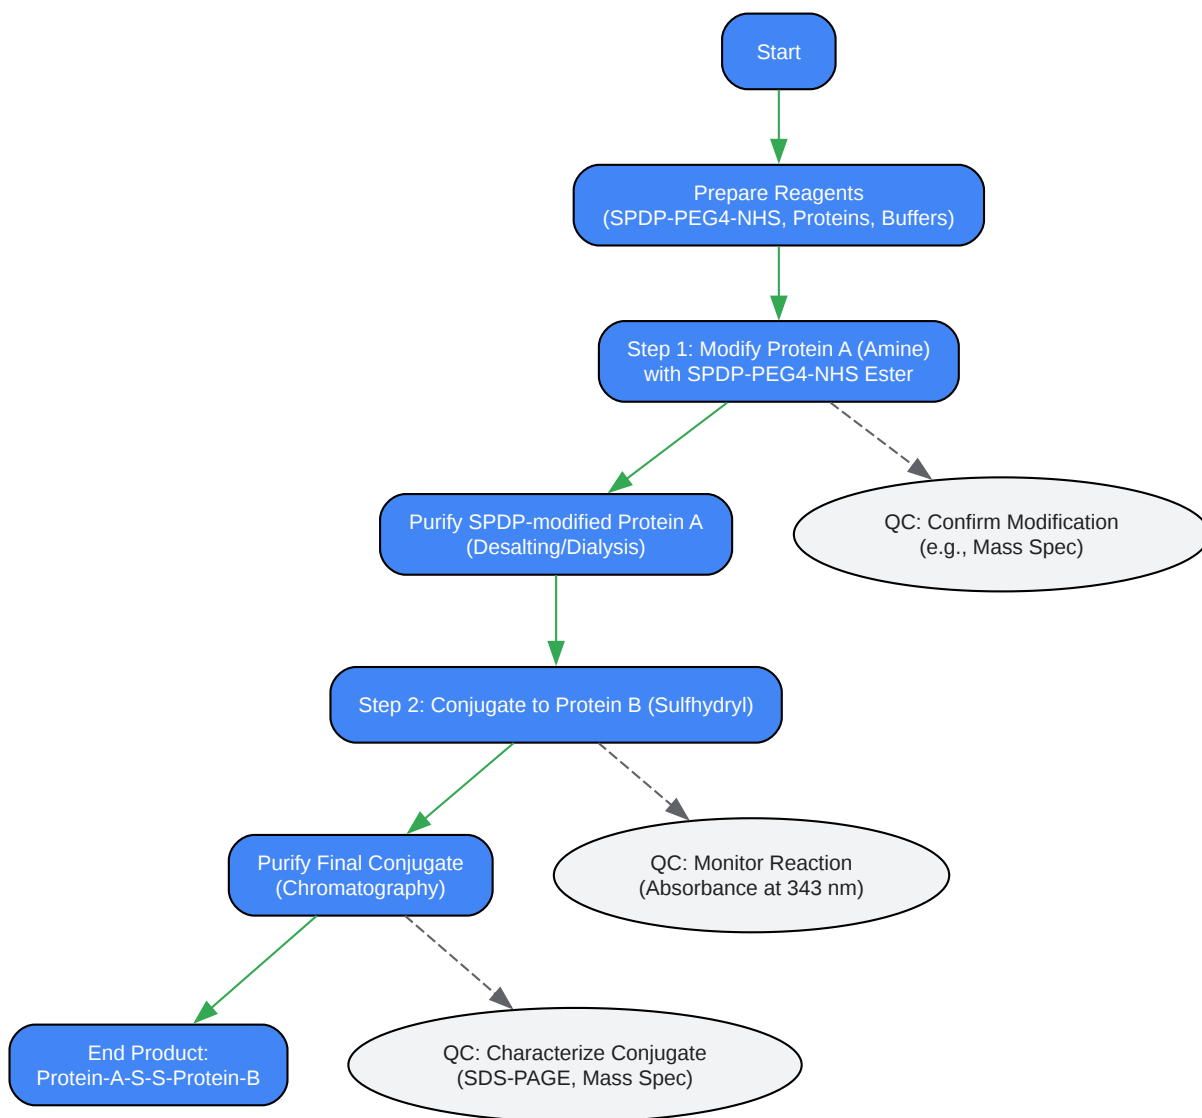 Start
Prepare Reagents
(SPDP-PEG4-NHS, Proteins, Buffers)
Step 1: Modify Protein A (Amine)
with SPDP-PEG4-NHS Ester
Purify SPDP-modified Protein A
(Desalting/Dialysis)
QC: Confirm Modification
(e.g., Mass Spec)
Step 2: Conjugate to Protein B (Sulfhydryl)
Purify Final Conjugate
(Chromatography)
QC: Monitor Reaction
(Absorbance at 343 nm)
End Product:
Protein-A-S-S-Protein-B
QC: Characterize Conjugate
(SDS-PAGE, Mass Spec)